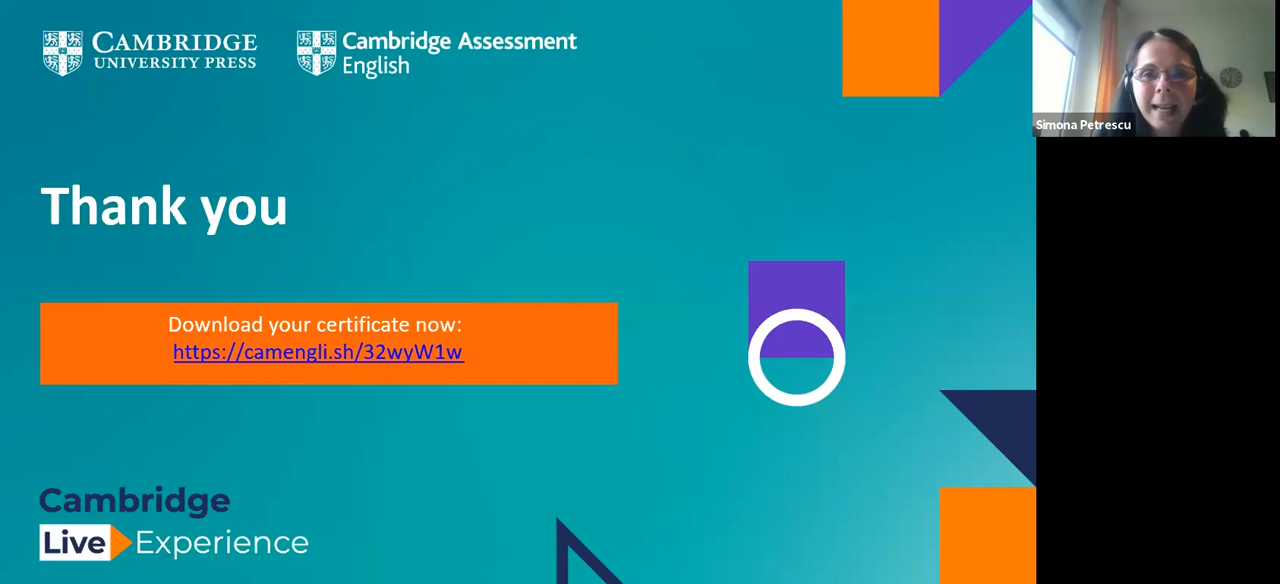 CAMBRIDGE
UNIVERSITY PRESS
Cambridge Assessment
English
Simona Petrescu
Thank you
Download your certificate now:
https://camengli.sh/32wyW1w
Cambridge
Live Experience